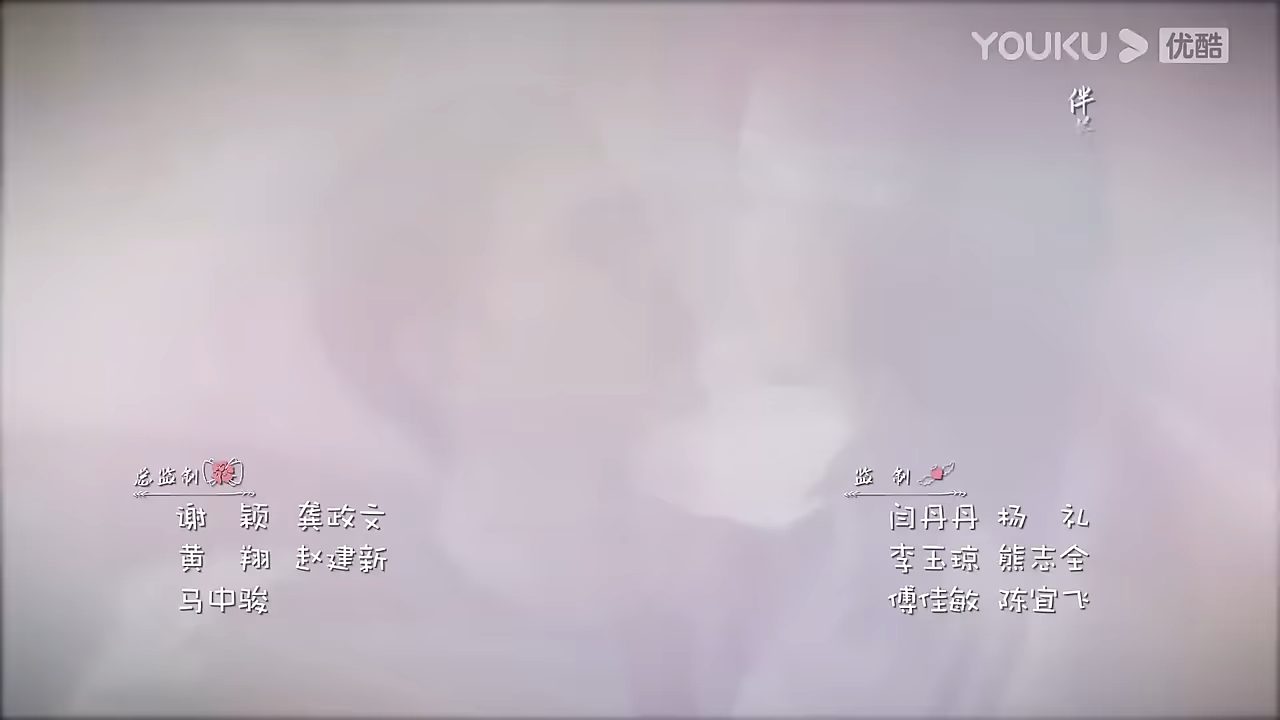 YOUKU 优酷
伴
总监制
谢 颖 龚政文
黄 翔 赵建新
马中骏
监 制
闫丹丹 杨 礼
李玉琼 熊志全
傅佳敏 陈宜飞